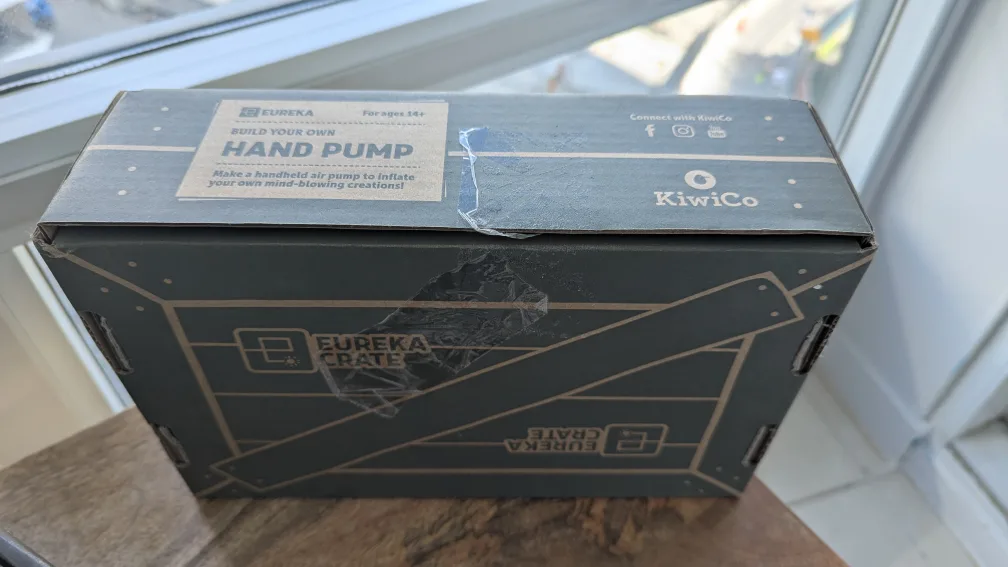 EUREKA
For ages 14+
BUILD YOUR OWN
HAND PUMP
Make a handheld air pump to inflate
your own mind-blowing creations!
Connect with KiwiCo
KiwiCo
EUREKA
CRATE
EUREKA
CRATE